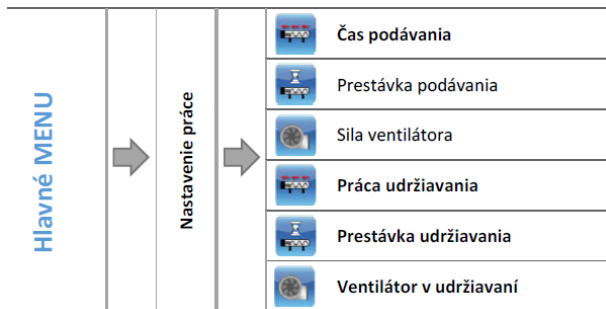 Hlavné MENU
Nastavenie práce
Čas podávania
Prestávka podávania
Sila ventilátora
Práca udržiavania
Prestávka udržiavania
Ventilátor v udržiavaní